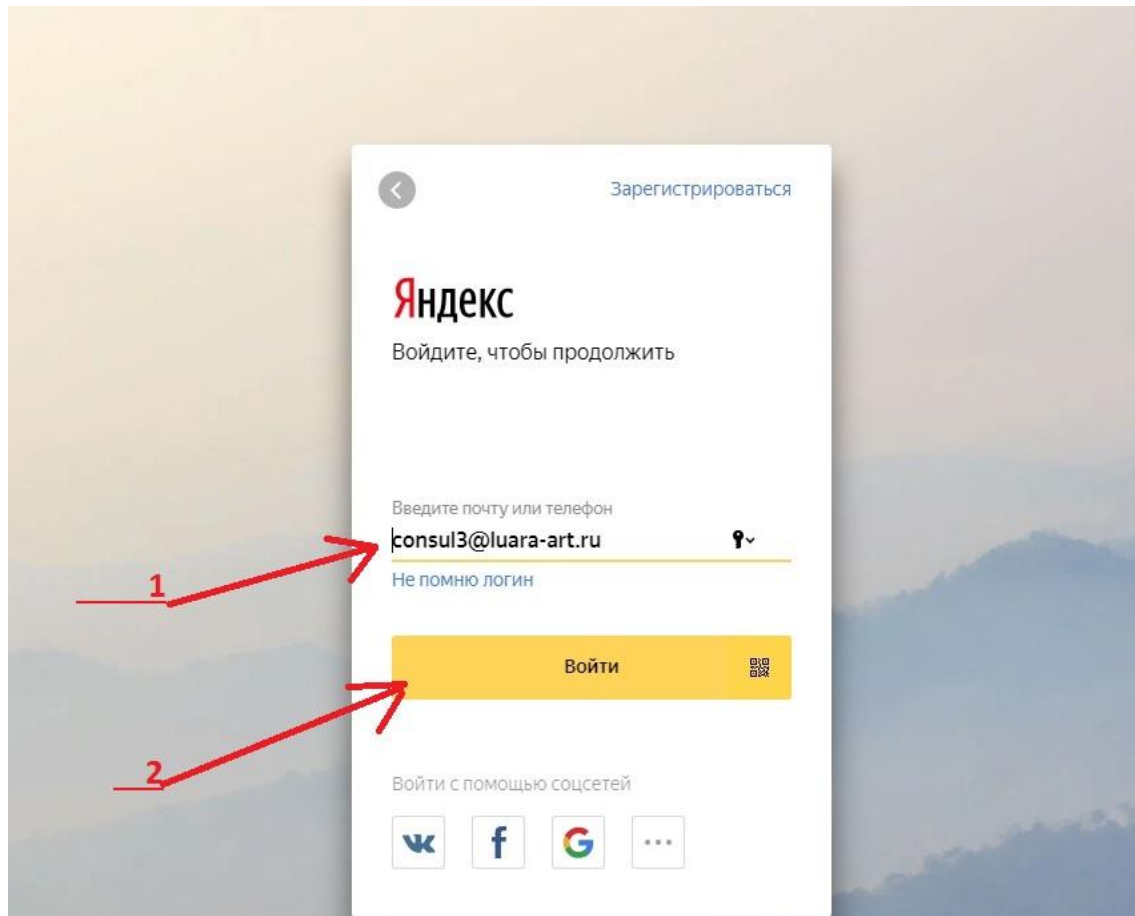 Зарегистрироваться
Яндекс
Войдите, чтобы продолжить
Введите почту или телефон
consul3@luara-art.ru
Не помню логин
1
Войти
2
Войти с помощью соцсетей